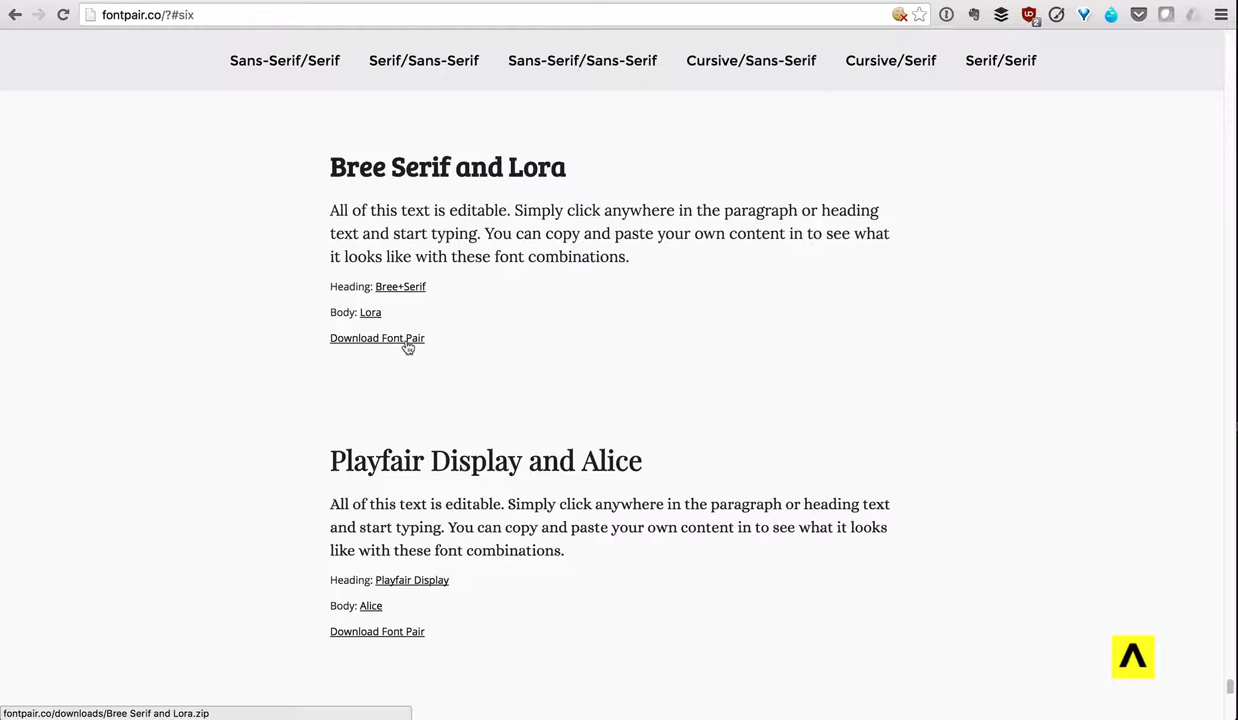 fontpair.co/?#six
2
Sans-Serif/Serif Serif/Sans-Serif Sans-Serif/Sans-Serif Cursive/Sans-Serif Cursive/Serif Serif/Serif
Bree Serif and Lora
All of this text is editable. Simply click anywhere in the paragraph or heading
text and start typing. You can copy and paste your own content in to see what
it looks like with these font combinations.
Heading: Bree+Serif
Body: Lora
Download Font Pair
Playfair Display and Alice
All of this text is editable. Simply click anywhere in the paragraph or heading text
and start typing. You can copy and paste your own content in to see what it looks
like with these font combinations.
Heading: Playfair Display
Body: Alice
Download Font Pair
fontpair.co/downloads/Bree Serif and Lora.zip